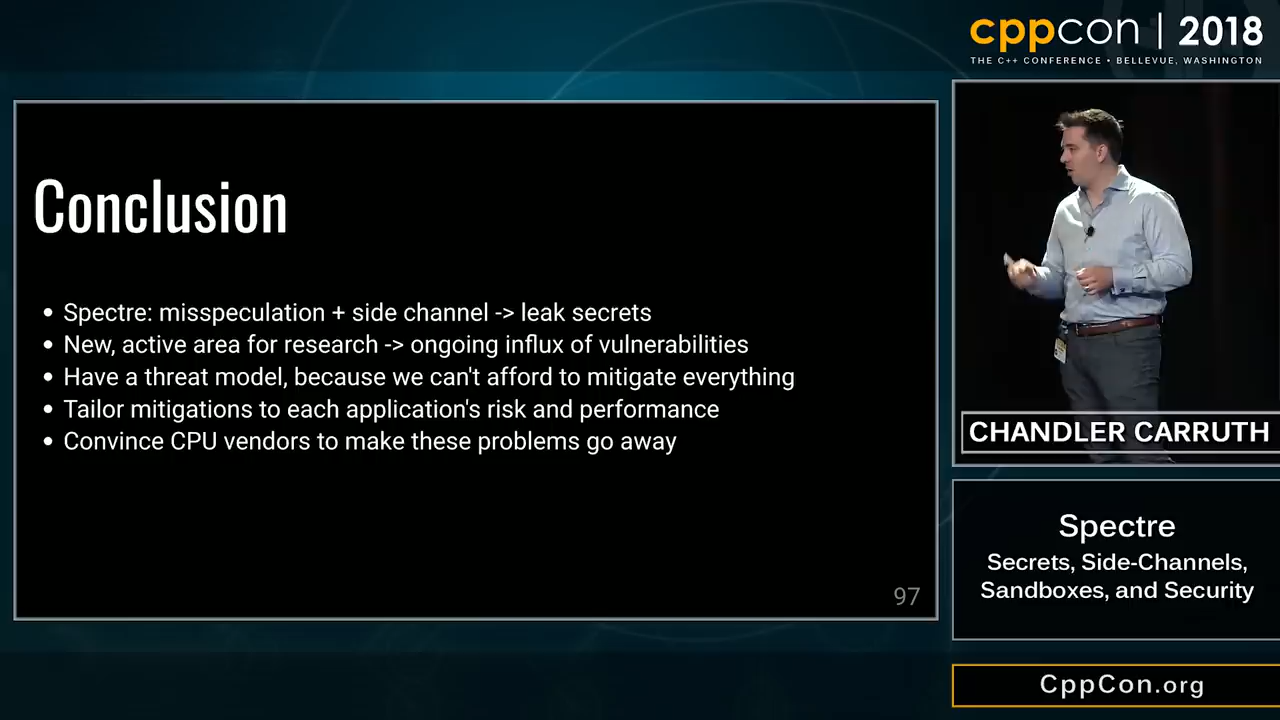 cppcon | 2018
THE C++ CONFERENCE • BELLEVUE, WASHINGTON
Conclusion
• Spectre: misspeculation + side channel -> leak secrets
• New, active area for research -> ongoing influx of vulnerabilities
• Have a threat model, because we can't afford to mitigate everything
• Tailor mitigations to each application's risk and performance
• Convince CPU vendors to make these problems go away
97
CHANDLER CARRUTH
Spectre
Secrets, Side-Channels,
Sandboxes, and Security
CppCon.org